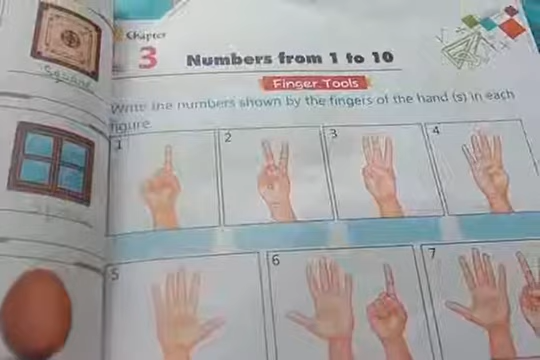 Chapter
3
Numbers from 1 to 10
Finger Tools
Write the numbers shown by the fingers of the hand (s) in each
figure
1
2
3
4
5
6
7
Square